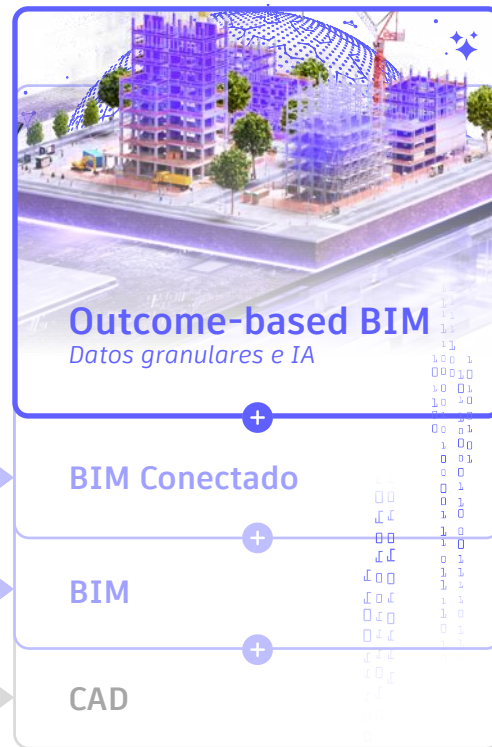 Outcome-based BIM
Datos granulares e IA
BIM Conectado
BIM
CAD